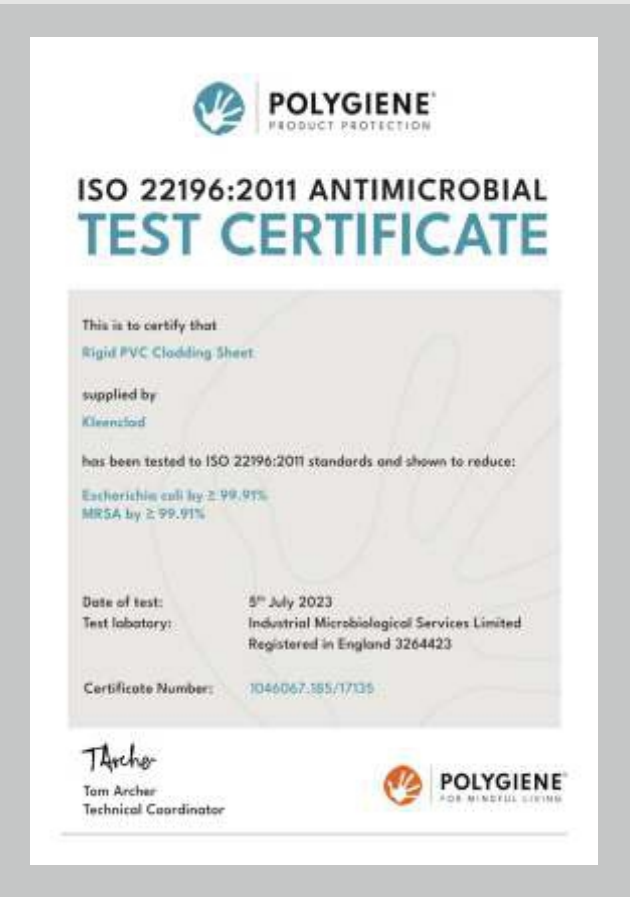 POLYGIENE®
PRODUCT PROTECTION
ISO 22196:2011 ANTIMICROBIAL
TEST CERTIFICATE
This is to certify that
Rigid PVC Cladding Sheet
supplied by
Kleenclad
has been tested to ISO 22196:2011 standards and shown to reduce:
Escherichia coli by ≥ 99.91%
MRSA by ≥ 99.91%
Date of test: 5th July 2023
Test labatory: Industrial Microbiological Services Limited
Registered in England 3264423
Certificate Number: 1046067.185/17135
TArcher
Tom Archer
Technical Coordinator
POLYGIENE®
FOR MINDFUL LIVING